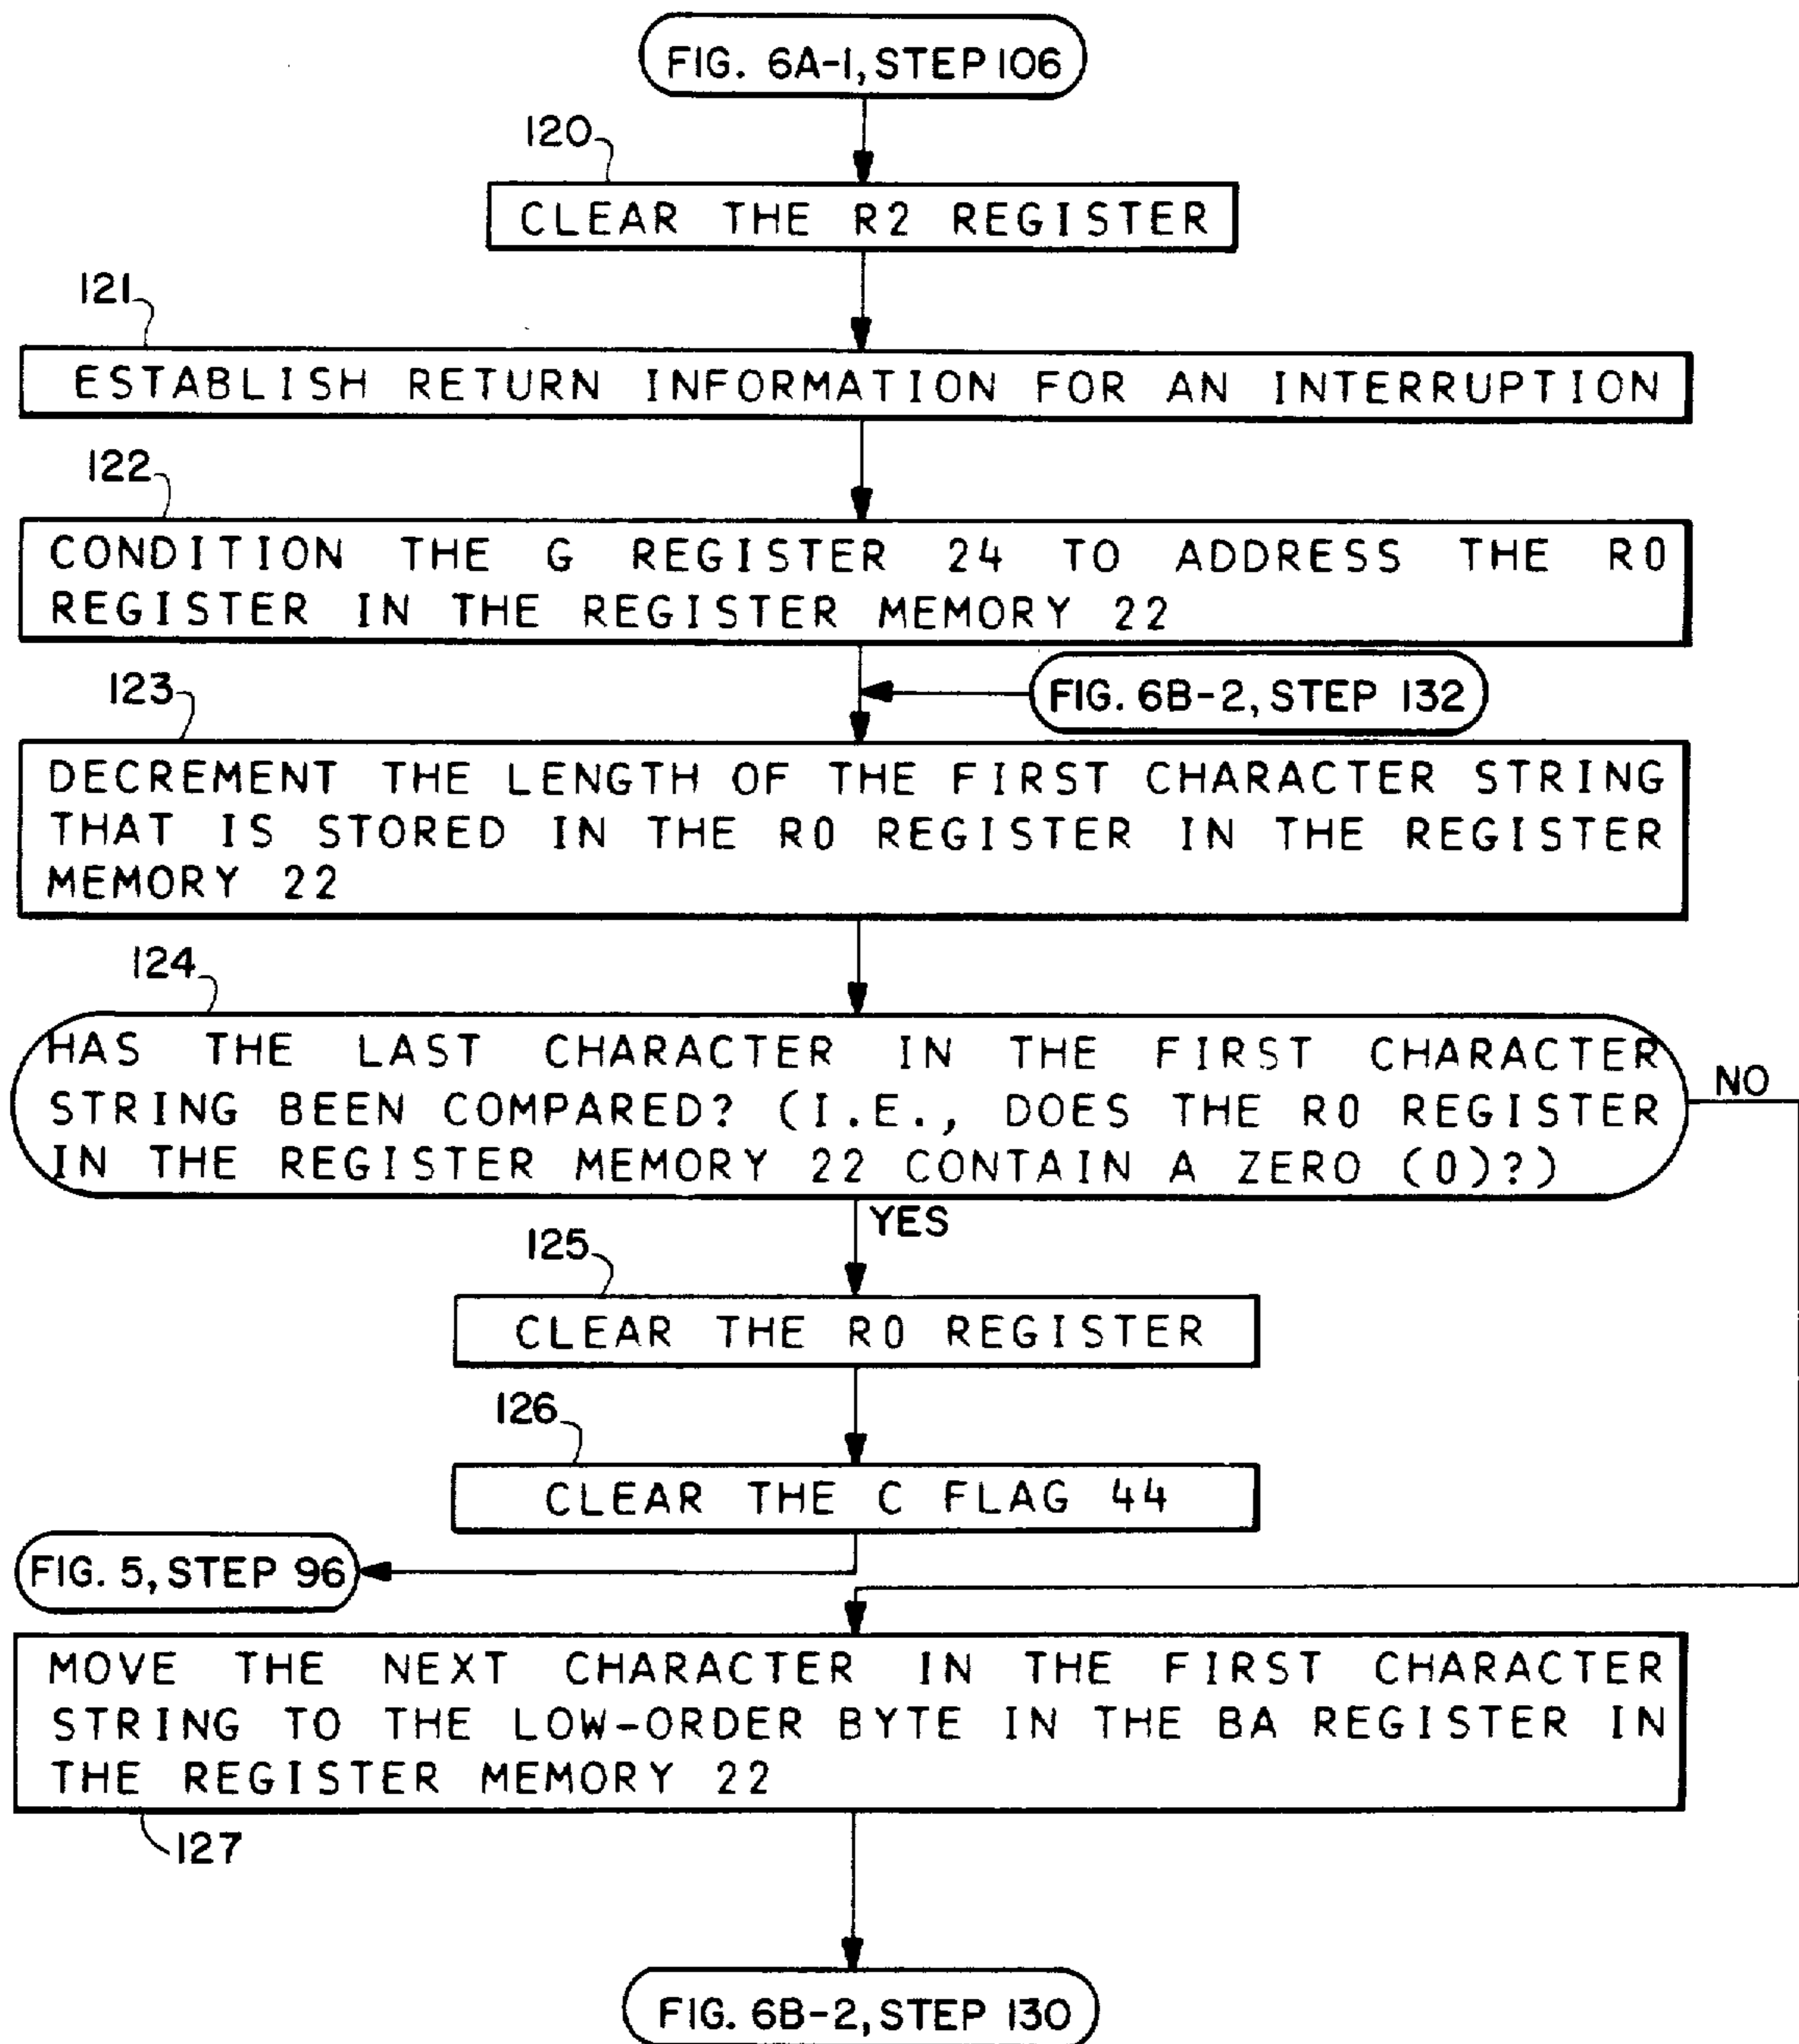 FIG. 6A-1, STEP 106
120
CLEAR THE R2 REGISTER
121
ESTABLISH RETURN INFORMATION FOR AN INTERRUPTION
122
CONDITION THE G REGISTER 24 TO ADDRESS THE R0
REGISTER IN THE REGISTER MEMORY 22
FIG. 6B-2, STEP 132
123
DECREMENT THE LENGTH OF THE FIRST CHARACTER STRING
THAT IS STORED IN THE R0 REGISTER IN THE REGISTER
MEMORY 22
124
HAS THE LAST CHARACTER IN THE FIRST CHARACTER
STRING BEEN COMPARED? (I.E., DOES THE R0 REGISTER
IN THE REGISTER MEMORY 22 CONTAIN A ZERO (0)?)
NO
YES
125
CLEAR THE R0 REGISTER
126
CLEAR THE C FLAG 44
FIG. 5, STEP 96
MOVE THE NEXT CHARACTER IN THE FIRST CHARACTER
STRING TO THE LOW-ORDER BYTE IN THE BA REGISTER IN
THE REGISTER MEMORY 22
127
FIG. 6B-2, STEP 130